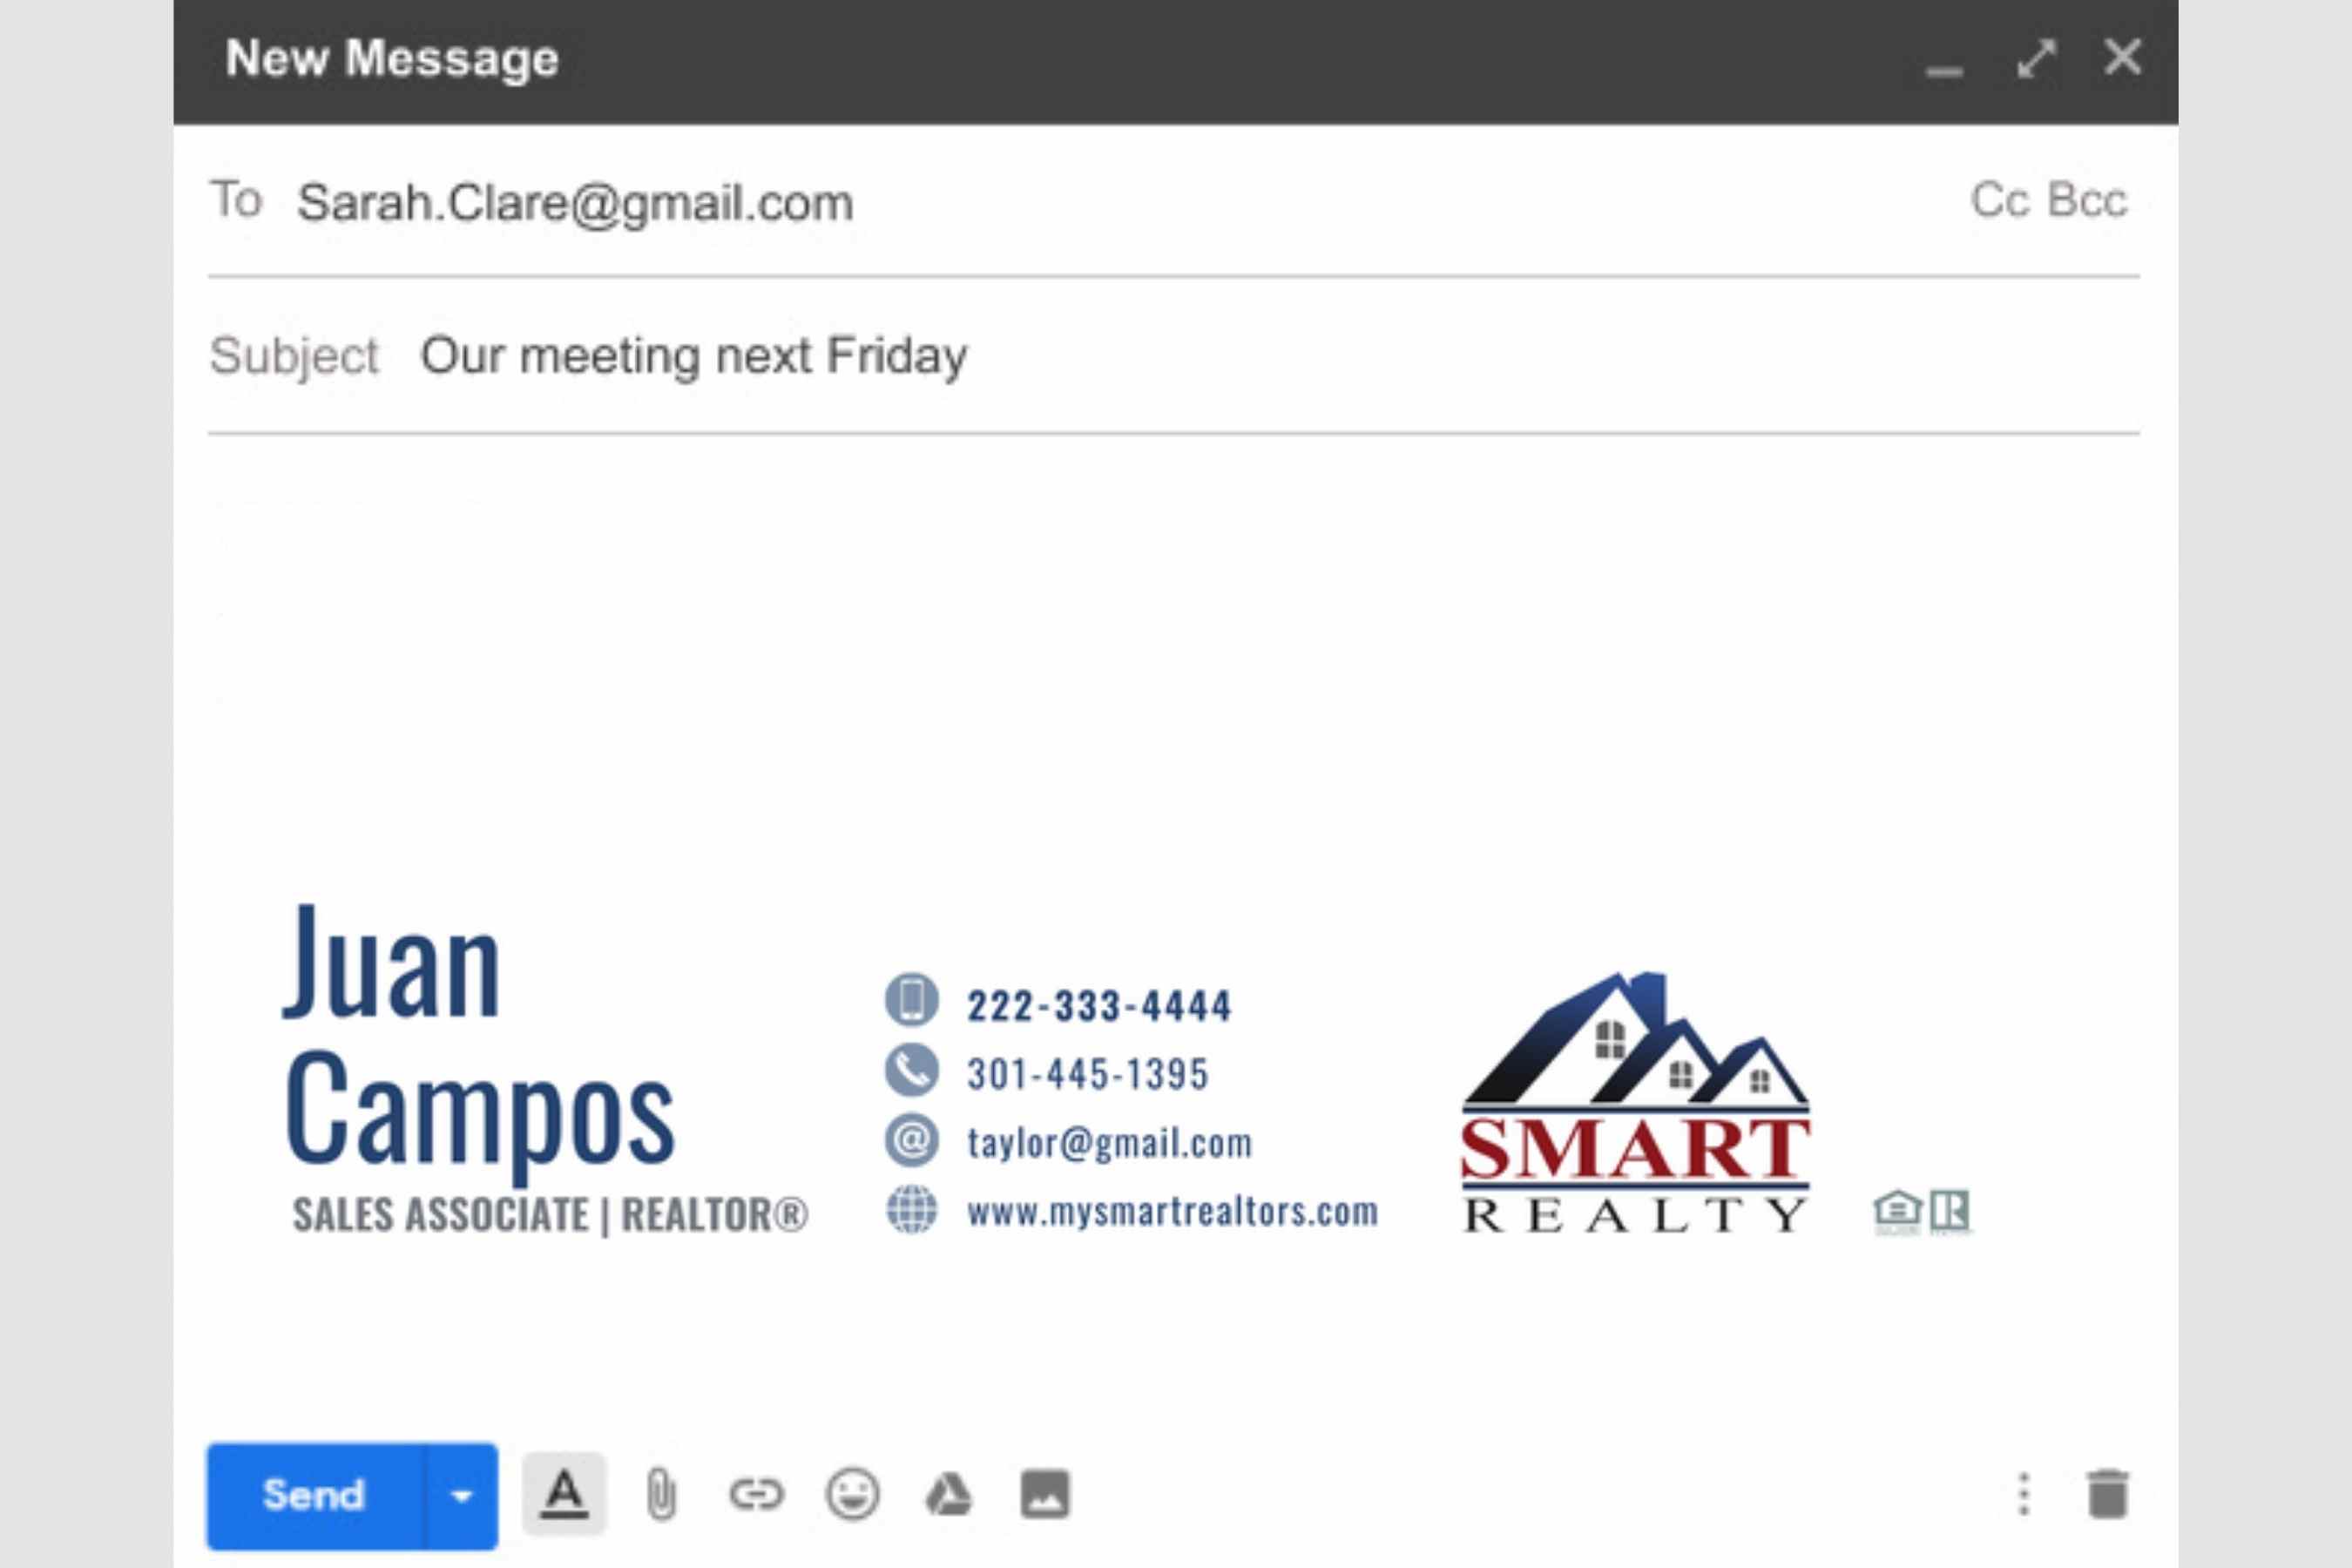 New Message
To Sarah.Clare@gmail.com Cc Bcc
Subject Our meeting next Friday
Juan
Campos
SALES ASSOCIATE | REALTOR®
222-333-4444
301-445-1395
taylor@gmail.com
www.mysmartrealtors.com
SMART
REALTY
Send